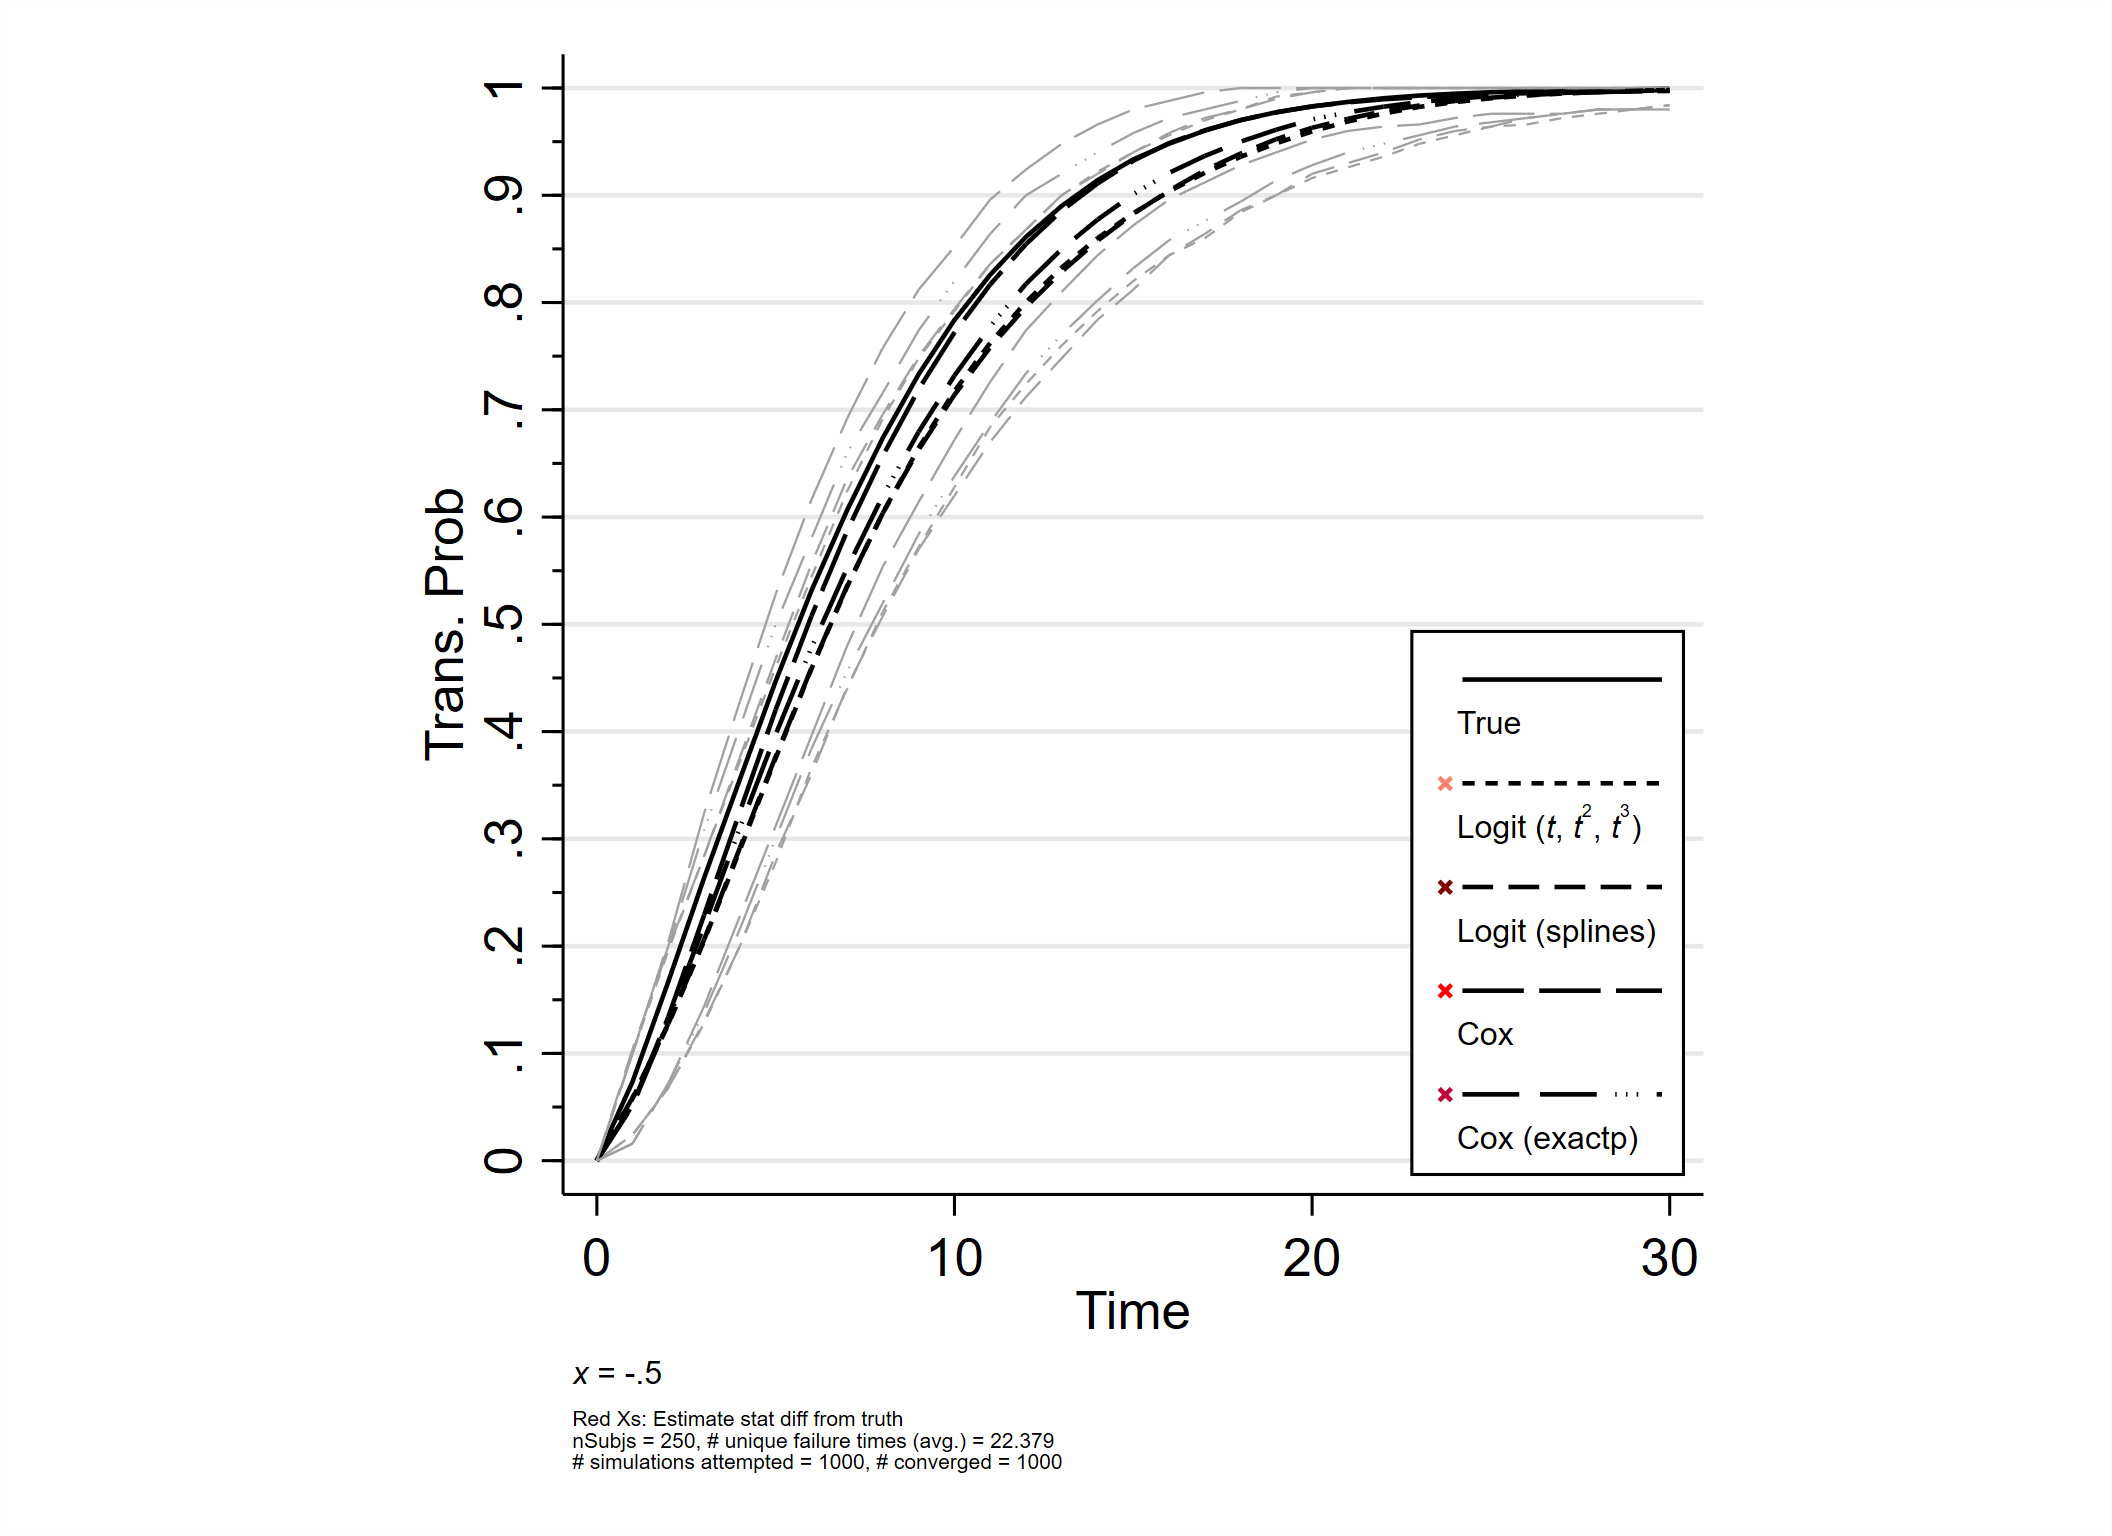 Trans. Prob
1
.9
.8
.7
.6
.5
.4
.3
.2
.1
0
True
Logit (t, t², t³)
Logit (splines)
Cox
Cox (exactp)
0 10 20 30
Time
x = -.5
Red Xs: Estimate stat diff from truth
nSubjs = 250, # unique failure times (avg.) = 22.379
# simulations attempted = 1000, # converged = 1000